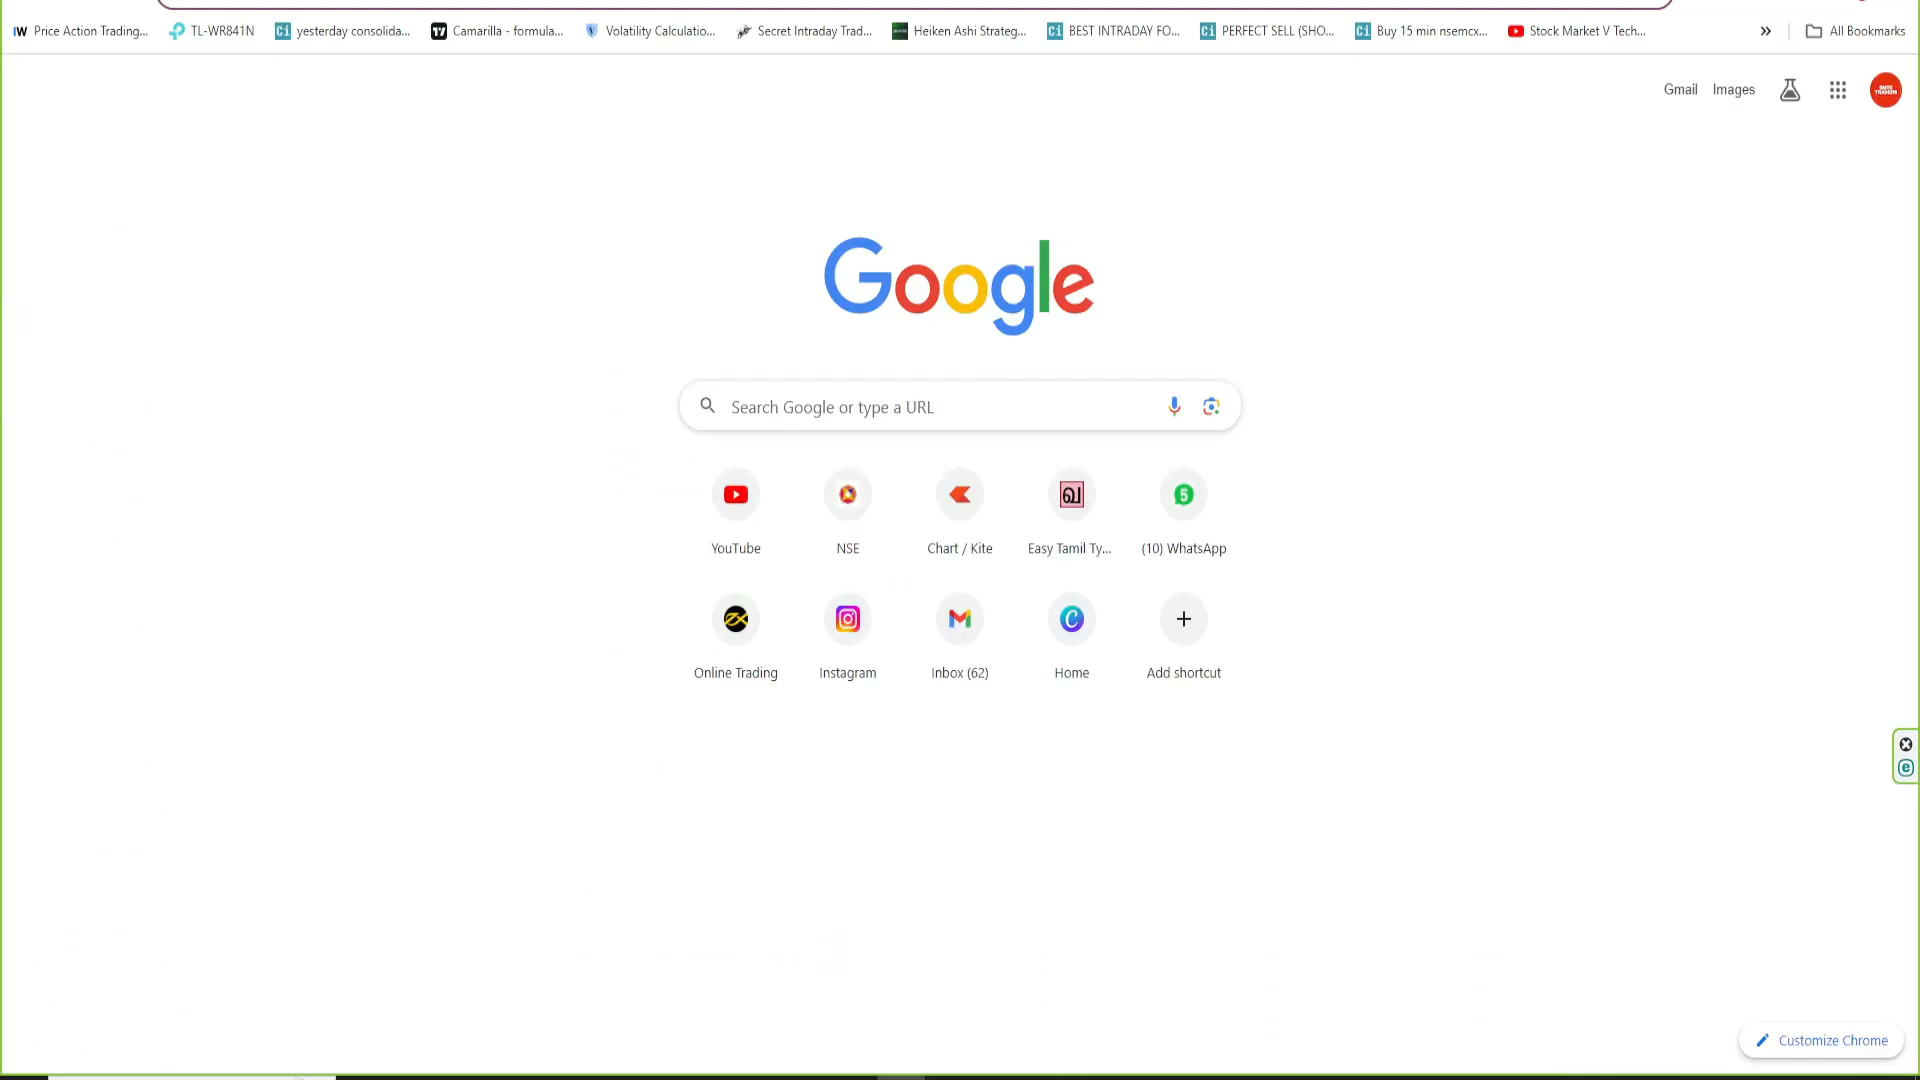 Price Action Trading... TL-WR841N yesterday consolida... Camarilla - formula... Volatility Calculatio... Secret Intraday Trad... Heiken Ashi Strateg... BEST INTRADAY FO... PERFECT SELL (SHO... Buy 15 min nsemcx... Stock Market V Tech... » All Bookmarks
Gmail Images
Google
Search Google or type a URL
YouTube NSE Chart / Kite Easy Tamil Ty... (10) WhatsApp
Online Trading Instagram Inbox (62) Home Add shortcut
Customize Chrome